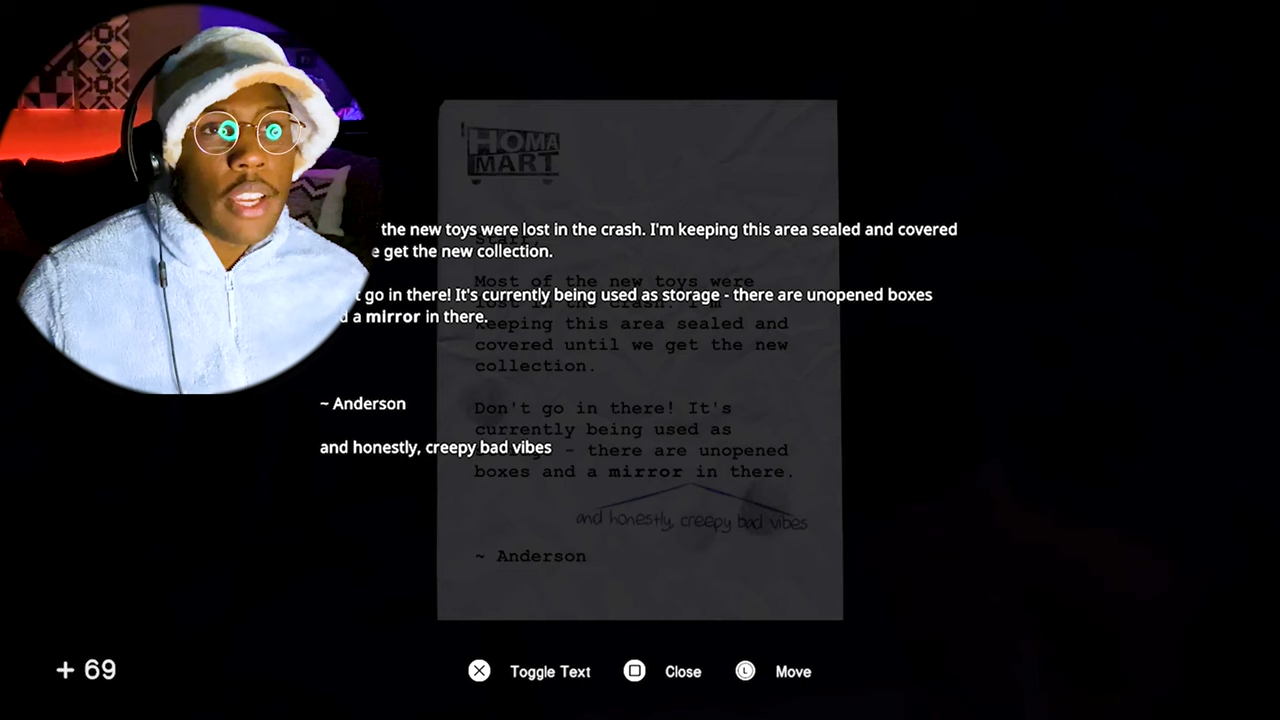 HOMA
MART
the new toys were lost in the crash. I'm keeping this area sealed and covered
e get the new collection.
go in there! It's currently being used as storage - there are unopened boxes
a mirror in there.
~ Anderson
and honestly, creepy bad vibes
Most of the new toys were
keeping this area sealed and
covered until we get the new
collection.
Don't go in there! It's
currently being used as
- there are unopened
boxes and a mirror in there.
and honestly, creepy bad vibes
~ Anderson
+ 69
Toggle Text
Close
L
Move